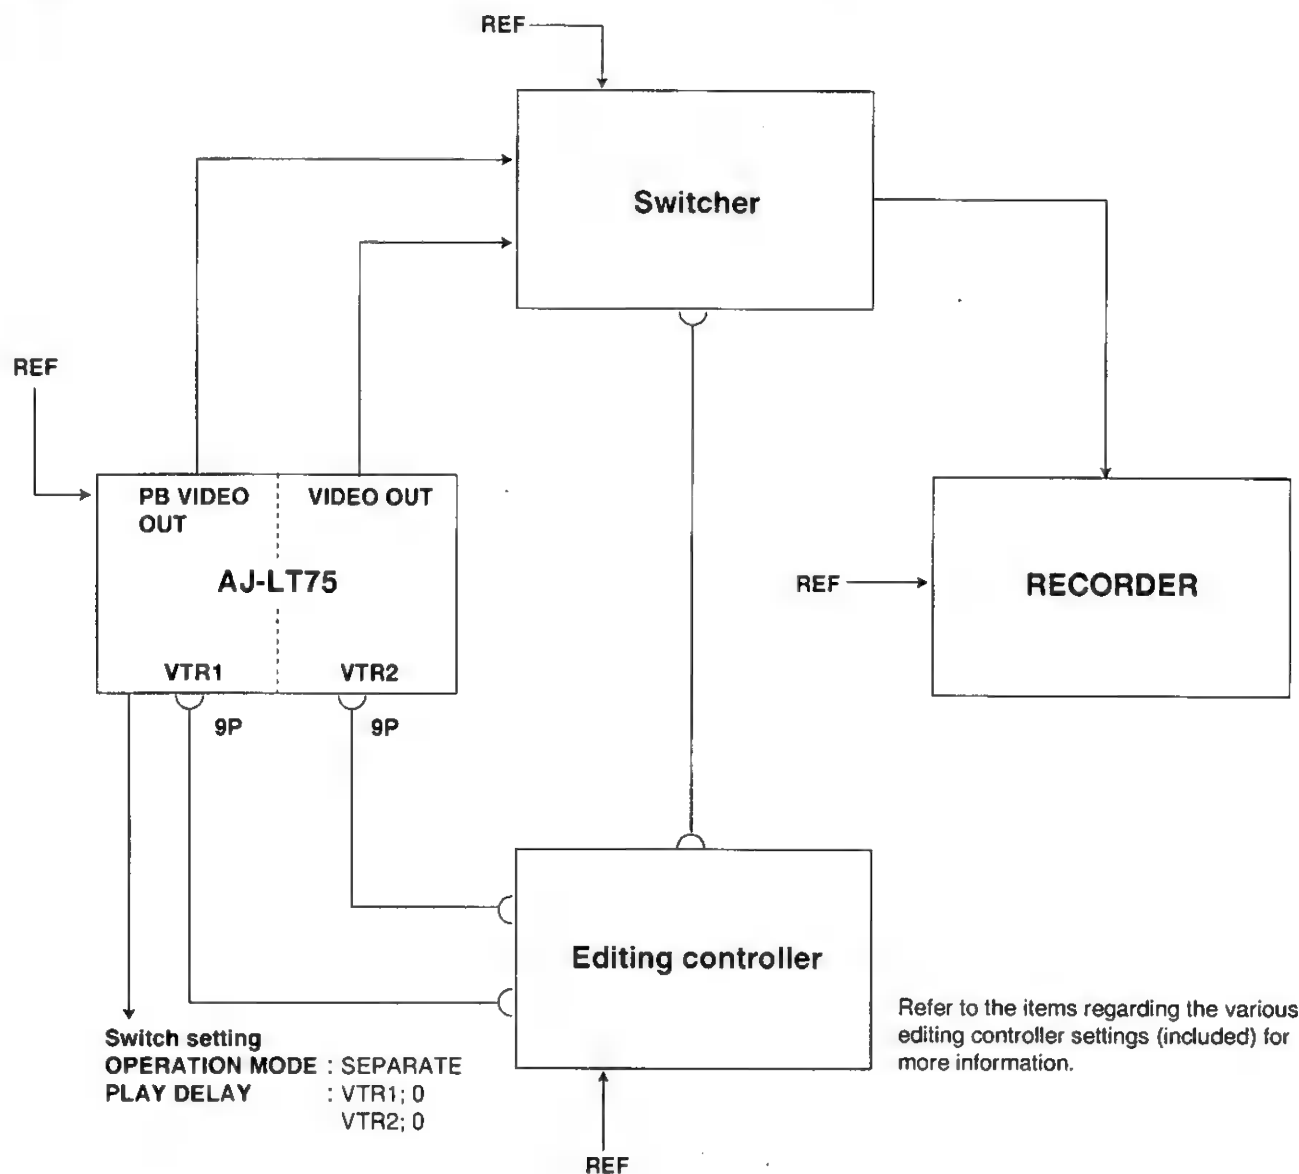 REF
Switcher
REF
PB VIDEO
OUT
VIDEO OUT
AJ-LT75
VTR1
VTR2
9P
9P
REF
RECORDER
Editing controller
Switch setting
OPERATION MODE : SEPARATE
PLAY DELAY : VTR1; 0
VTR2; 0
Refer to the items regarding the various
editing controller settings (included) for
more information.
REF